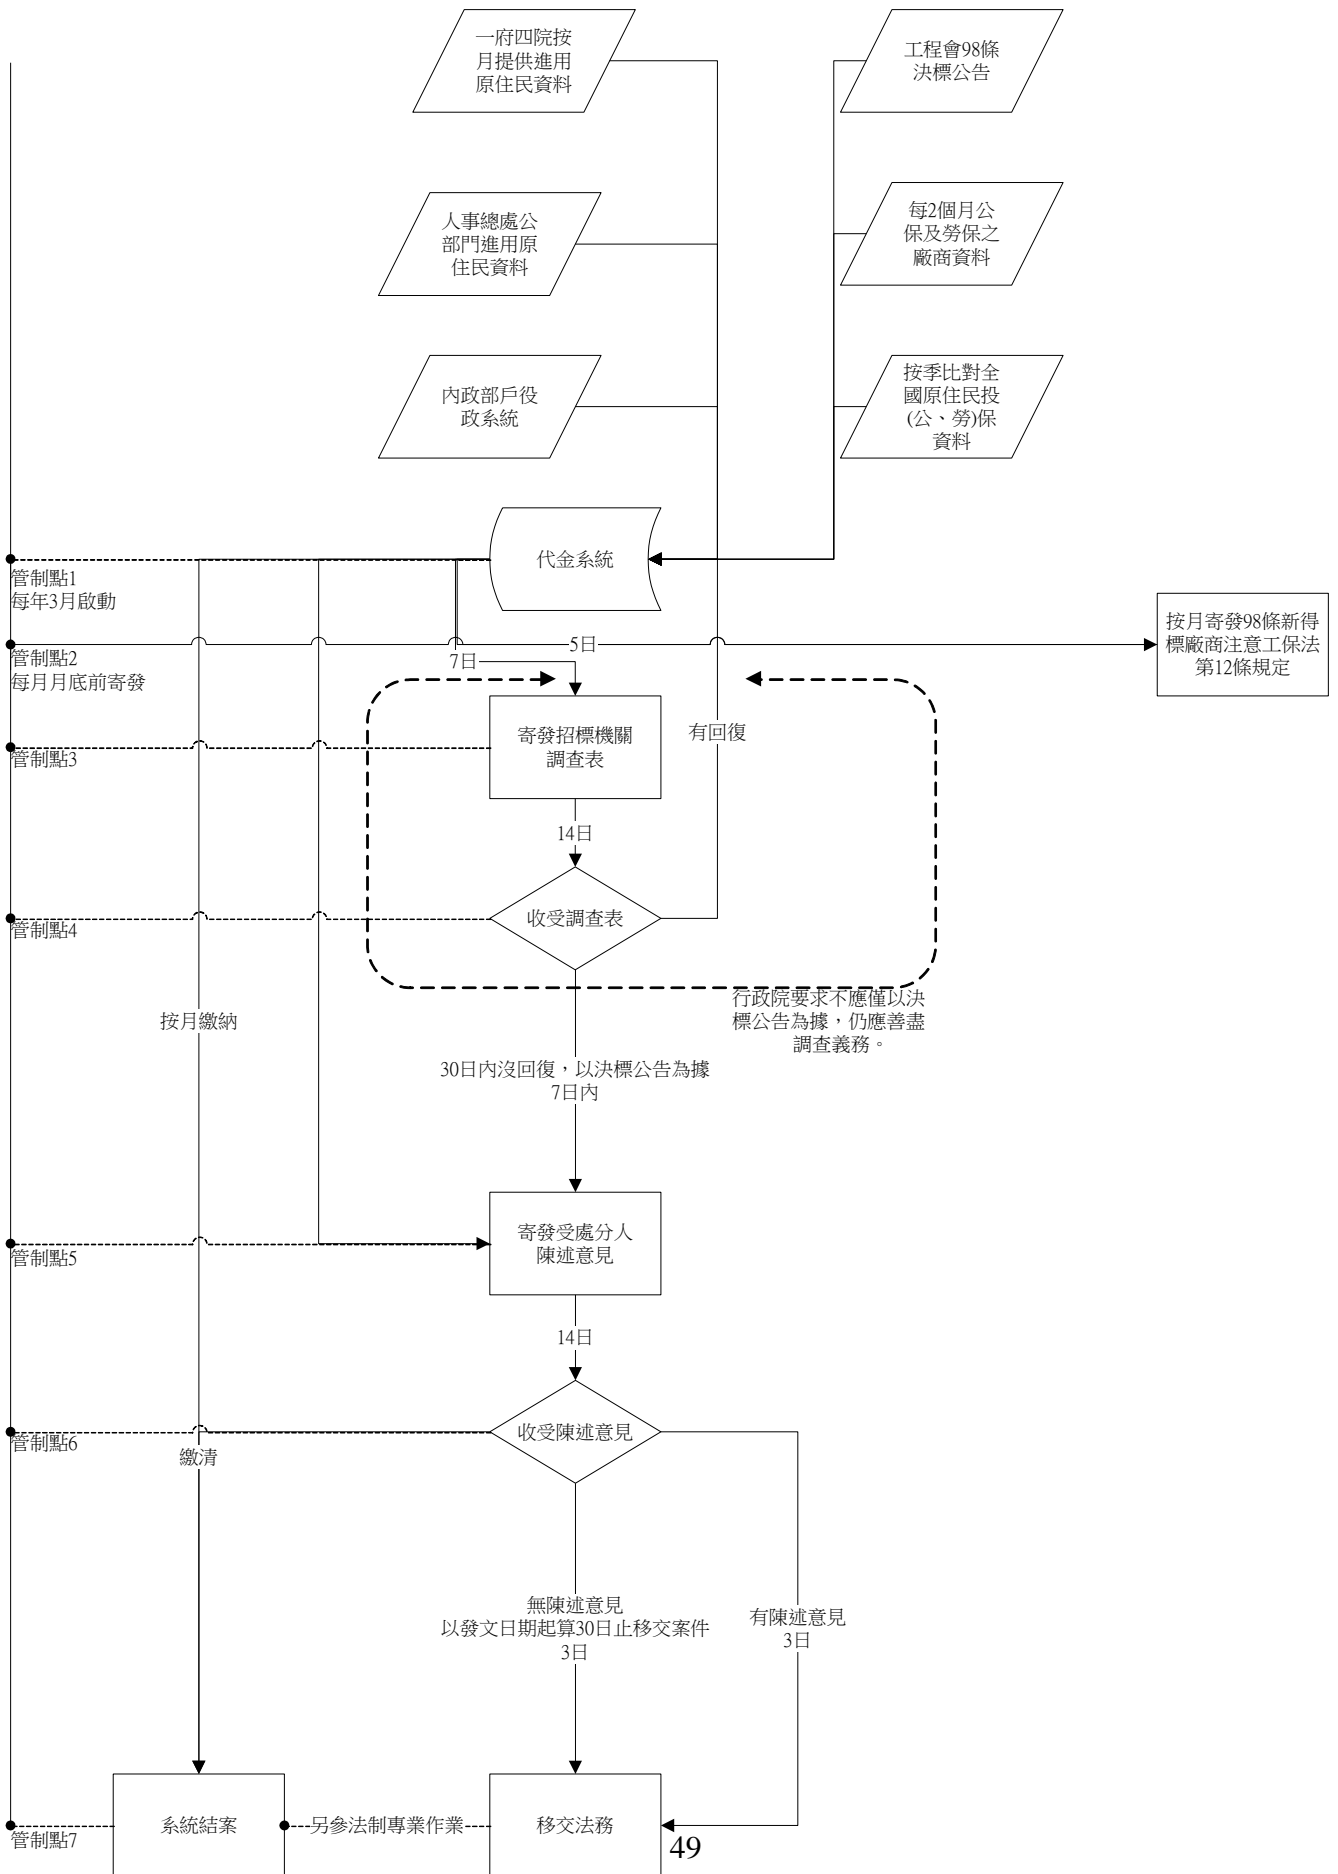 一府四院按
月提供進用
原住民資料
工程會98條
決標公告
人事總處公
部門進用原
住民資料
每2個月公
保及勞保之
廠商資料
內政部戶役
政系統
按季比對全
國原住民投
(公、勞)保
資料
代金系統
管制點1
每年3月啟動
按月寄發98條新得
標廠商注意工保法
第12條規定
5日
管制點2
每月月底前寄發
7日
寄發招標機關
調查表
有回復
管制點3
14日
收受調查表
管制點4
行政院要求不應僅以決
標公告為據，仍應善盡
調查義務。
按月繳納
30日內沒回復，以決標公告為據
7日內
寄發受處分人
陳述意見
管制點5
14日
收受陳述意見
管制點6
繳清
無陳述意見
以發文日期起算30日止移交案件
3日
有陳述意見
3日
系統結案
另參法制專業作業
移交法務
管制點7
49